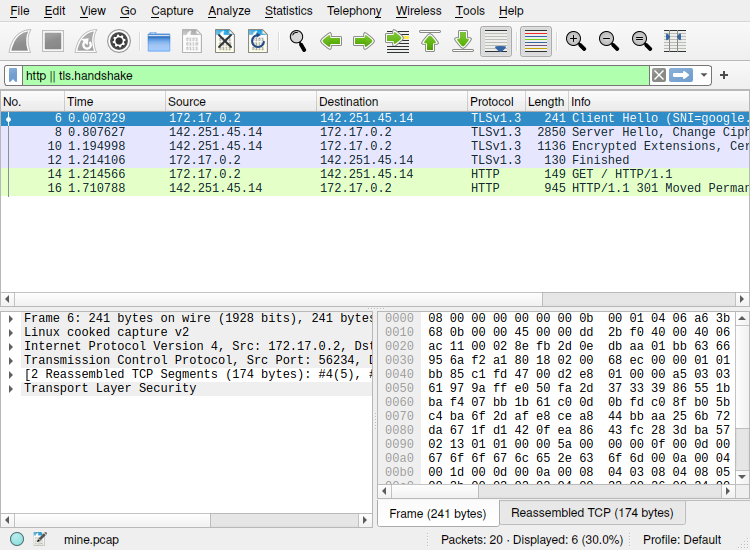 File Edit View Go Capture Analyze Statistics Telephony Wireless Tools Help
http || tls.handshake
No. Time Source Destination Protocol Length Info
6 0.007329 172.17.0.2 142.251.45.14 TLSv1.3 241 Client Hello (SNI=google.
8 0.807627 142.251.45.14 172.17.0.2 TLSv1.3 2850 Server Hello, Change Ciph
10 1.194998 142.251.45.14 172.17.0.2 TLSv1.3 1136 Encrypted Extensions, Cer
12 1.214106 172.17.0.2 142.251.45.14 TLSv1.3 130 Finished
14 1.214566 172.17.0.2 142.251.45.14 HTTP 149 GET / HTTP/1.1
16 1.710788 142.251.45.14 172.17.0.2 HTTP 945 HTTP/1.1 301 Moved Perman
Frame 6: 241 bytes on wire (1928 bits), 241 bytes
Linux cooked capture v2
Internet Protocol Version 4, Src: 172.17.0.2, Dst
Transmission Control Protocol, Src Port: 56234, D
[2 Reassembled TCP Segments (174 bytes): #4(5), #
Transport Layer Security
0000 08 00 00 00 00 00 00 0b 00 01 04 06 a6 3b
0010 68 0b 00 00 45 00 00 dd 2b f0 40 00 40 06
0020 ac 11 00 02 8e fb 2d 0e db aa 01 bb 63 66
0030 95 6a f2 a1 80 18 02 00 68 ec 00 00 01 01
0040 bb 85 c1 fd 47 00 d2 e8 01 00 00 a5 03 03
0050 61 97 9a ff e0 50 fa 2d 37 33 39 86 55 1b
0060 ba f4 07 bb 1b 61 c0 0d 0b fd c0 8f b0 5b
0070 c4 ba 6f 2d af e8 ce a8 44 bb aa 25 6b 72
0080 da 67 1f d1 42 0f ea 86 43 fc 28 3d ba 57
0090 02 13 01 01 00 00 5a 00 00 00 0f 00 0d 00
00a0 67 6f 6f 67 6c 65 2e 63 6f 6d 00 0a 00 04
00b0 00 1d 00 0d 00 0a 00 08 04 03 08 04 08 05
Frame (241 bytes) Reassembled TCP (174 bytes)
mine.pcap Packets: 20 · Displayed: 6 (30.0%) Profile: Default